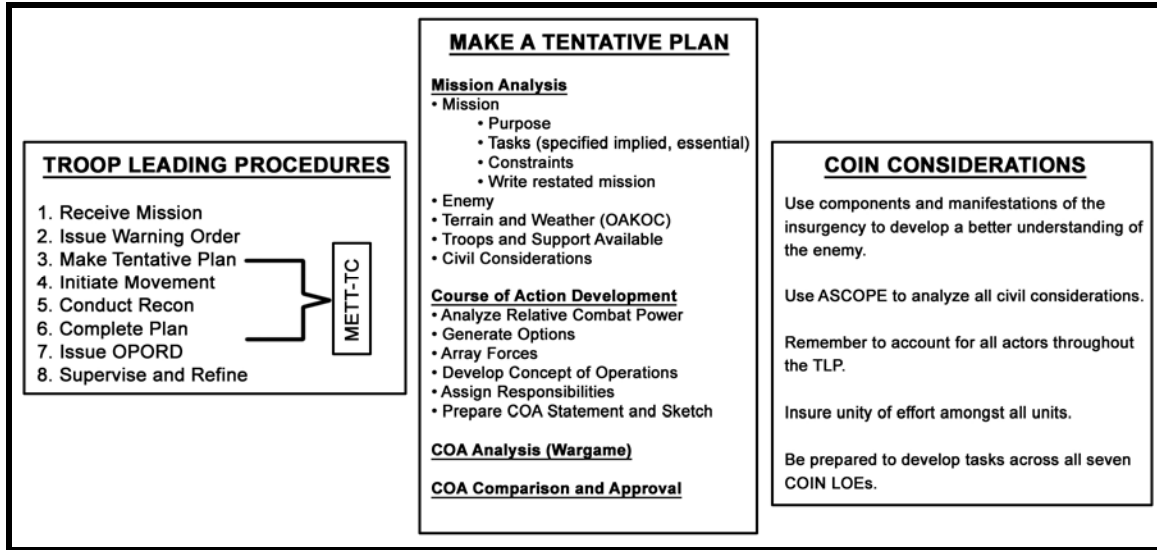 TROOP LEADING PROCEDURES
1. Receive Mission
2. Issue Warning Order
3. Make Tentative Plan
4. Initiate Movement
5. Conduct Recon
6. Complete Plan
7. Issue OPORD
8. Supervise and Refine
METT-TC
MAKE A TENTATIVE PLAN
Mission Analysis
• Mission
• Purpose
• Tasks (specified implied, essential)
• Constraints
• Write restated mission
• Enemy
• Terrain and Weather (OAKOC)
• Troops and Support Available
• Civil Considerations
Course of Action Development
• Analyze Relative Combat Power
• Generate Options
• Array Forces
• Develop Concept of Operations
• Assign Responsibilities
• Prepare COA Statement and Sketch
COA Analysis (Wargame)
COA Comparison and Approval
COIN CONSIDERATIONS
Use components and manifestations of the
insurgency to develop a better understanding of
the enemy.
Use ASCOPE to analyze all civil considerations.
Remember to account for all actors throughout
the TLP.
Insure unity of effort amongst all units.
Be prepared to develop tasks across all seven
COIN LOEs.